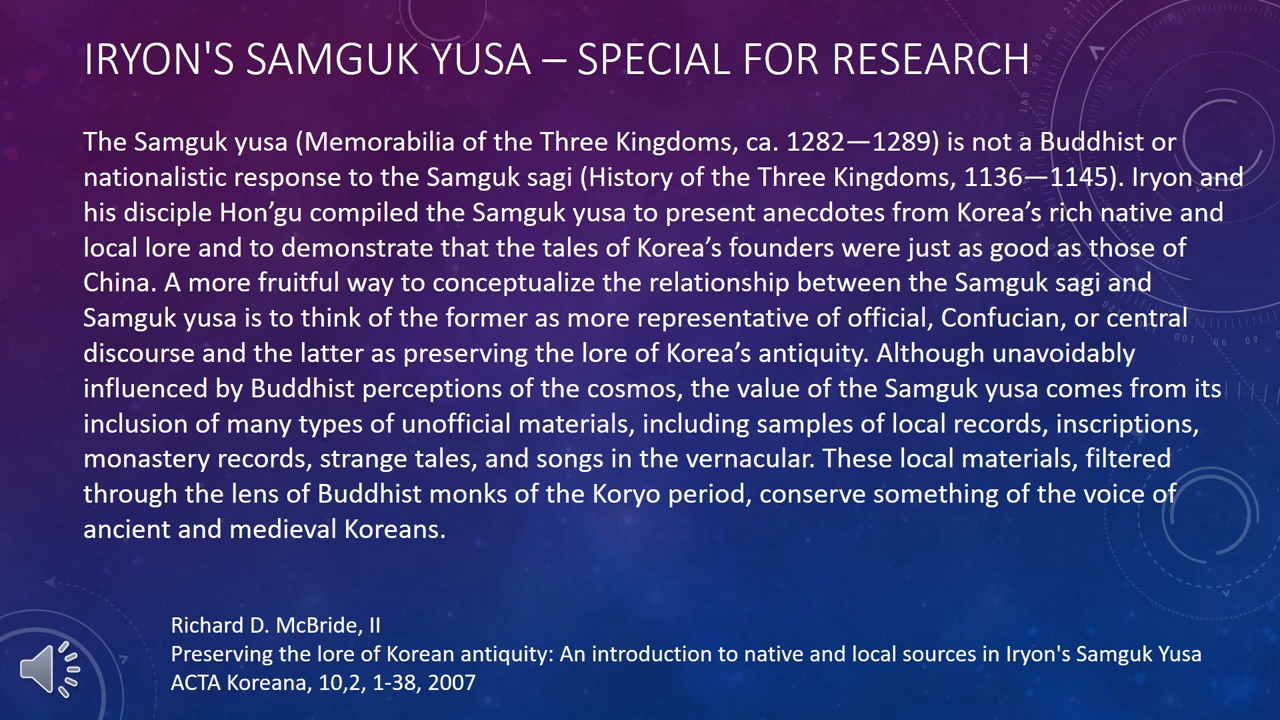 IRYON'S SAMGUK YUSA – SPECIAL FOR RESEARCH
The Samguk yusa (Memorabilia of the Three Kingdoms, ca. 1282—1289) is not a Buddhist or
nationalistic response to the Samguk sagi (History of the Three Kingdoms, 1136—1145). Iryon and
his disciple Hon’gu compiled the Samguk yusa to present anecdotes from Korea’s rich native and
local lore and to demonstrate that the tales of Korea’s founders were just as good as those of
China. A more fruitful way to conceptualize the relationship between the Samguk sagi and
Samguk yusa is to think of the former as more representative of official, Confucian, or central
discourse and the latter as preserving the lore of Korea’s antiquity. Although unavoidably
influenced by Buddhist perceptions of the cosmos, the value of the Samguk yusa comes from its
inclusion of many types of unofficial materials, including samples of local records, inscriptions,
monastery records, strange tales, and songs in the vernacular. These local materials, filtered
through the lens of Buddhist monks of the Koryo period, conserve something of the voice of
ancient and medieval Koreans.
Richard D. McBride, II
Preserving the lore of Korean antiquity: An introduction to native and local sources in Iryon's Samguk Yusa
ACTA Koreana, 10,2, 1-38, 2007